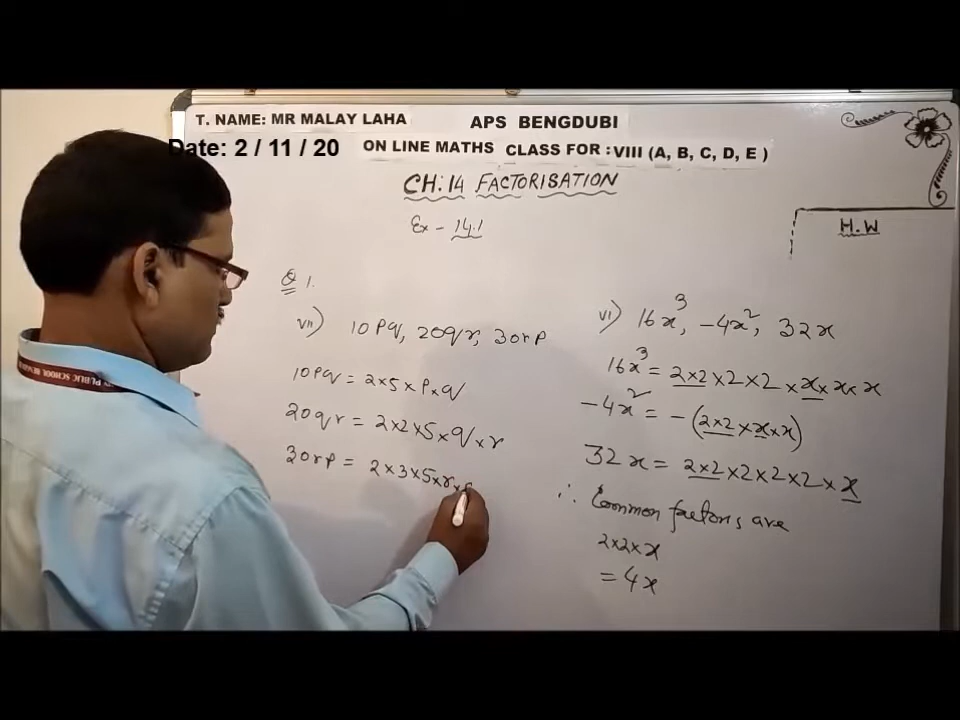 T. NAME: MR MALAY LAHA
APS BENGDUBI
Date: 2 / 11 / 20
ON LINE MATHS CLASS FOR : VIII (A, B, C, D, E )
CH: 14 FACTORISATION
Ex - 14.1
H.W
Q 1.
VII) 10pq, 20qr, 30rp
10pq = 2×5×p×q
20qr = 2×2×5×q×r
30rp = 2×3×5×r×
VI) 16x³, -4x², 32x
16x³ = 2×2×2×2×x×x×x
-4x² = -(2×2×x×x)
32x = 2×2×2×2×2×x
∴ Common factors are
2×2×x
= 4x
PUBLIC SCHOOL BENG